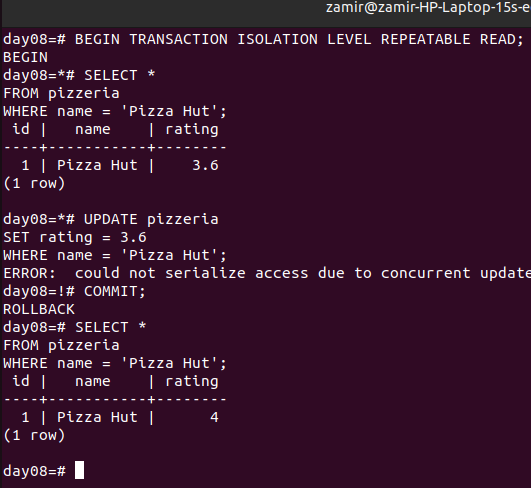 zamir@zamir-HP-Laptop-15s-e
day08=# BEGIN TRANSACTION ISOLATION LEVEL REPEATABLE READ;
BEGIN
day08=*# SELECT *
FROM pizzeria
WHERE name = 'Pizza Hut';
 id |   name    | rating
----+-----------+--------
  1 | Pizza Hut |    3.6
(1 row)

day08=*# UPDATE pizzeria
SET rating = 3.6
WHERE name = 'Pizza Hut';
ERROR:  could not serialize access due to concurrent update
day08=!# COMMIT;
ROLLBACK
day08=# SELECT *
FROM pizzeria
WHERE name = 'Pizza Hut';
 id |   name    | rating
----+-----------+--------
  1 | Pizza Hut |      4
(1 row)

day08=#